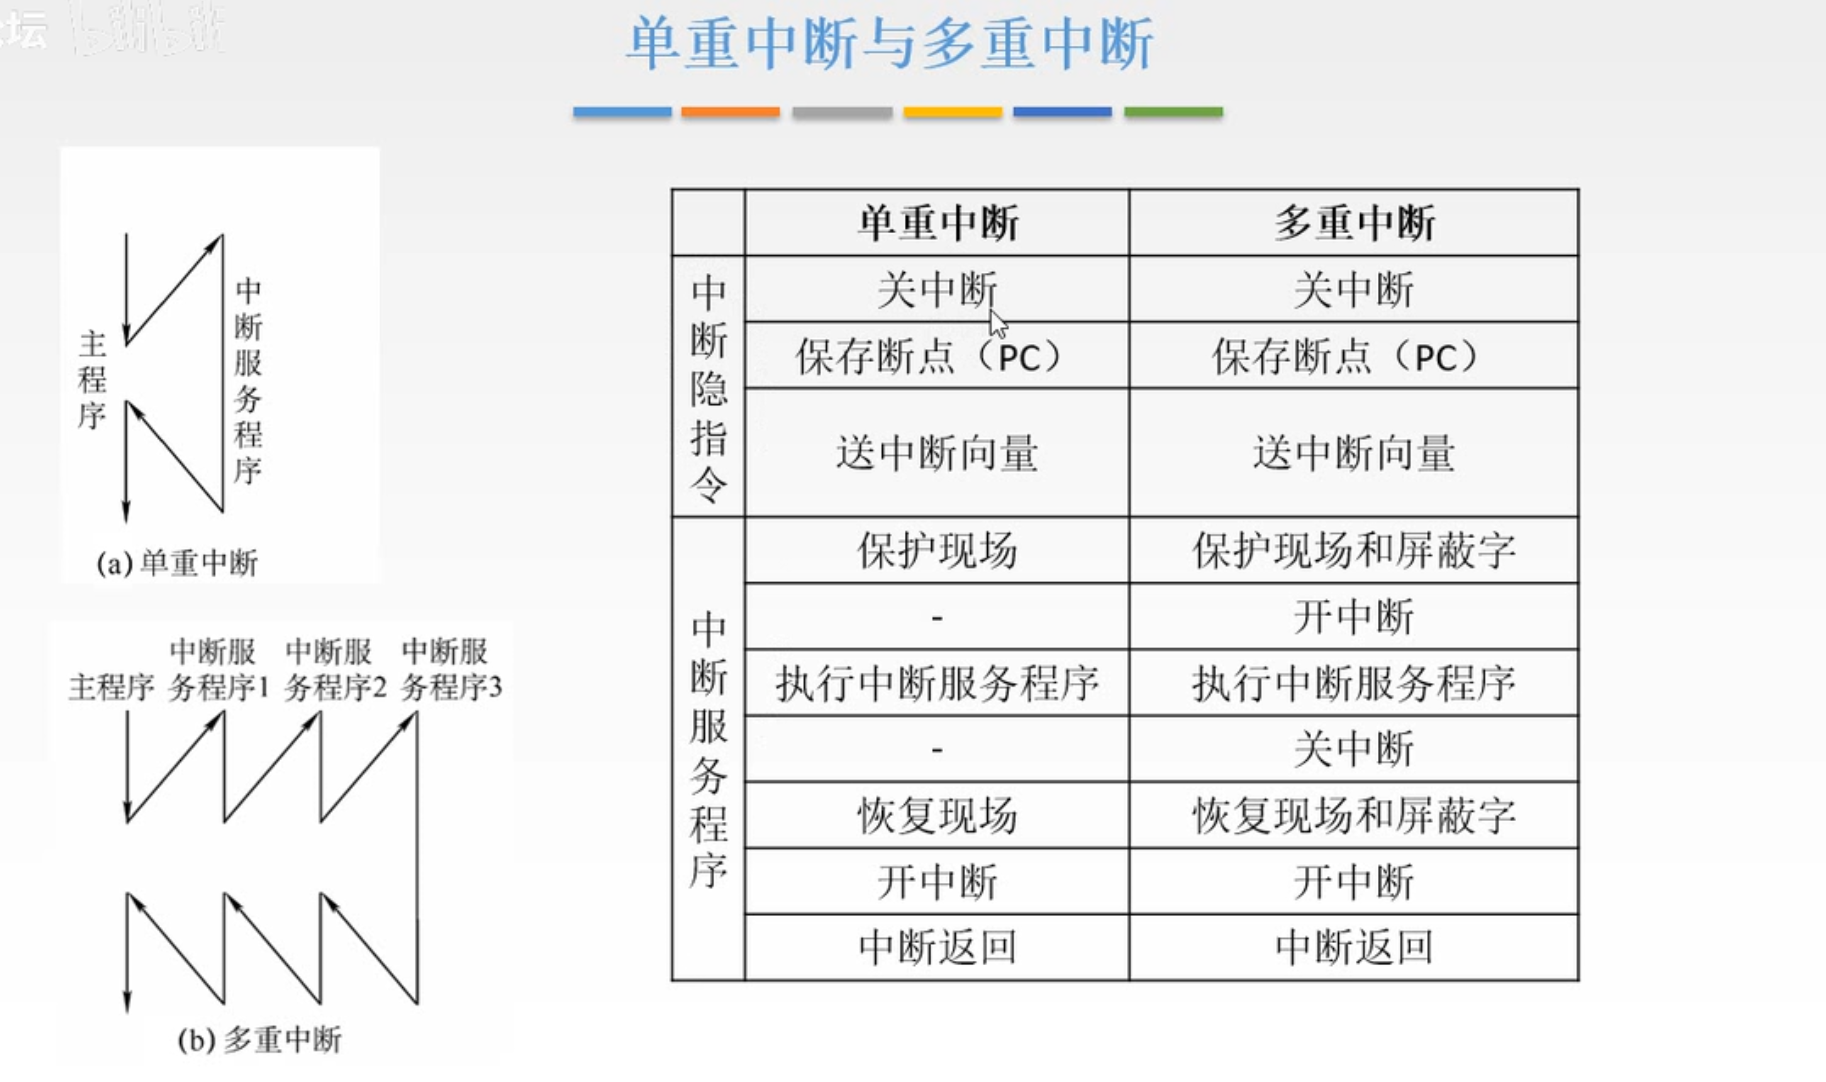 坛 bilibili
单重中断与多重中断
主程序
中断服务程序
(a) 单重中断
主程序 中断服务程序1 中断服务程序2 中断服务程序3
(b) 多重中断
单重中断 多重中断
中断隐指令
关中断 关中断
保存断点（PC） 保存断点（PC）
送中断向量 送中断向量
中断服务程序
保护现场 保护现场和屏蔽字
- 开中断
执行中断服务程序 执行中断服务程序
- 关中断
恢复现场 恢复现场和屏蔽字
开中断 开中断
中断返回 中断返回